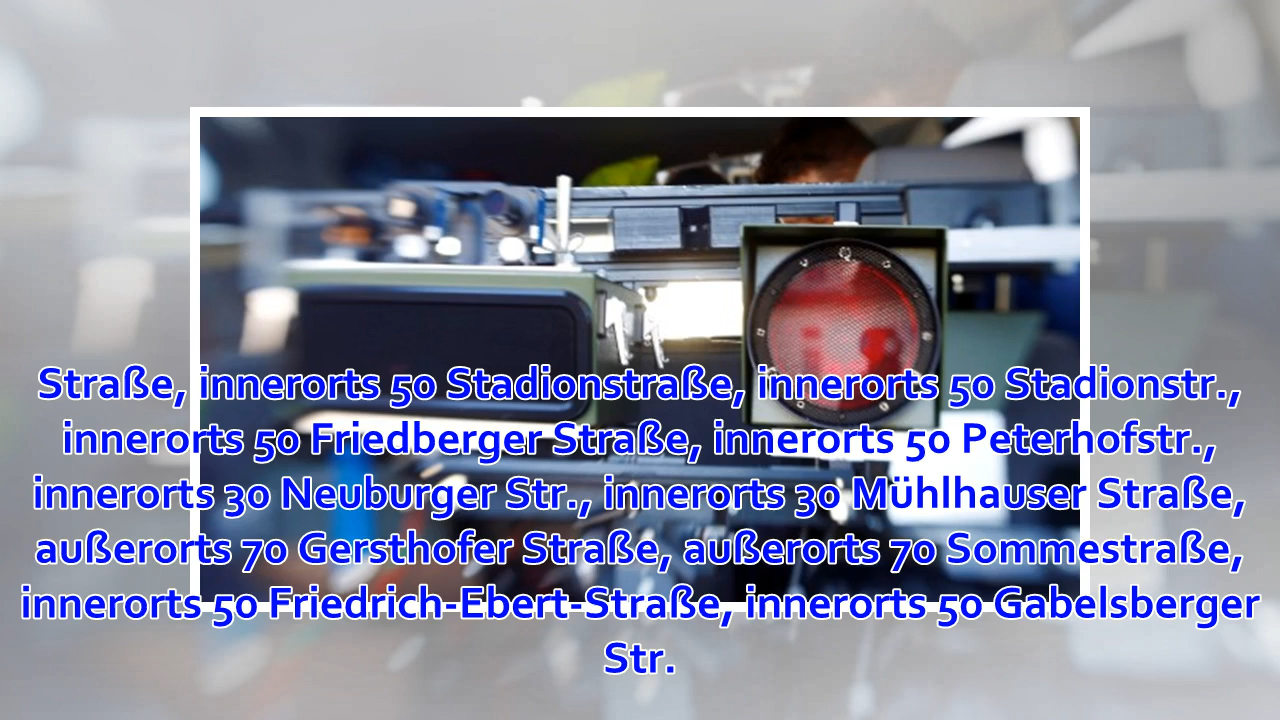 Straße, innerorts 50 Stadionstraße, innerorts 50 Stadionstr.,
innerorts 50 Friedberger Straße, innerorts 50 Peterhofstr.,
innerorts 30 Neuburger Str., innerorts 30 Mühlhauser Straße,
außerorts 70 Gersthofer Straße, außerorts 70 Sommestraße,
innerorts 50 Friedrich-Ebert-Straße, innerorts 50 Gabelsberger
Str.